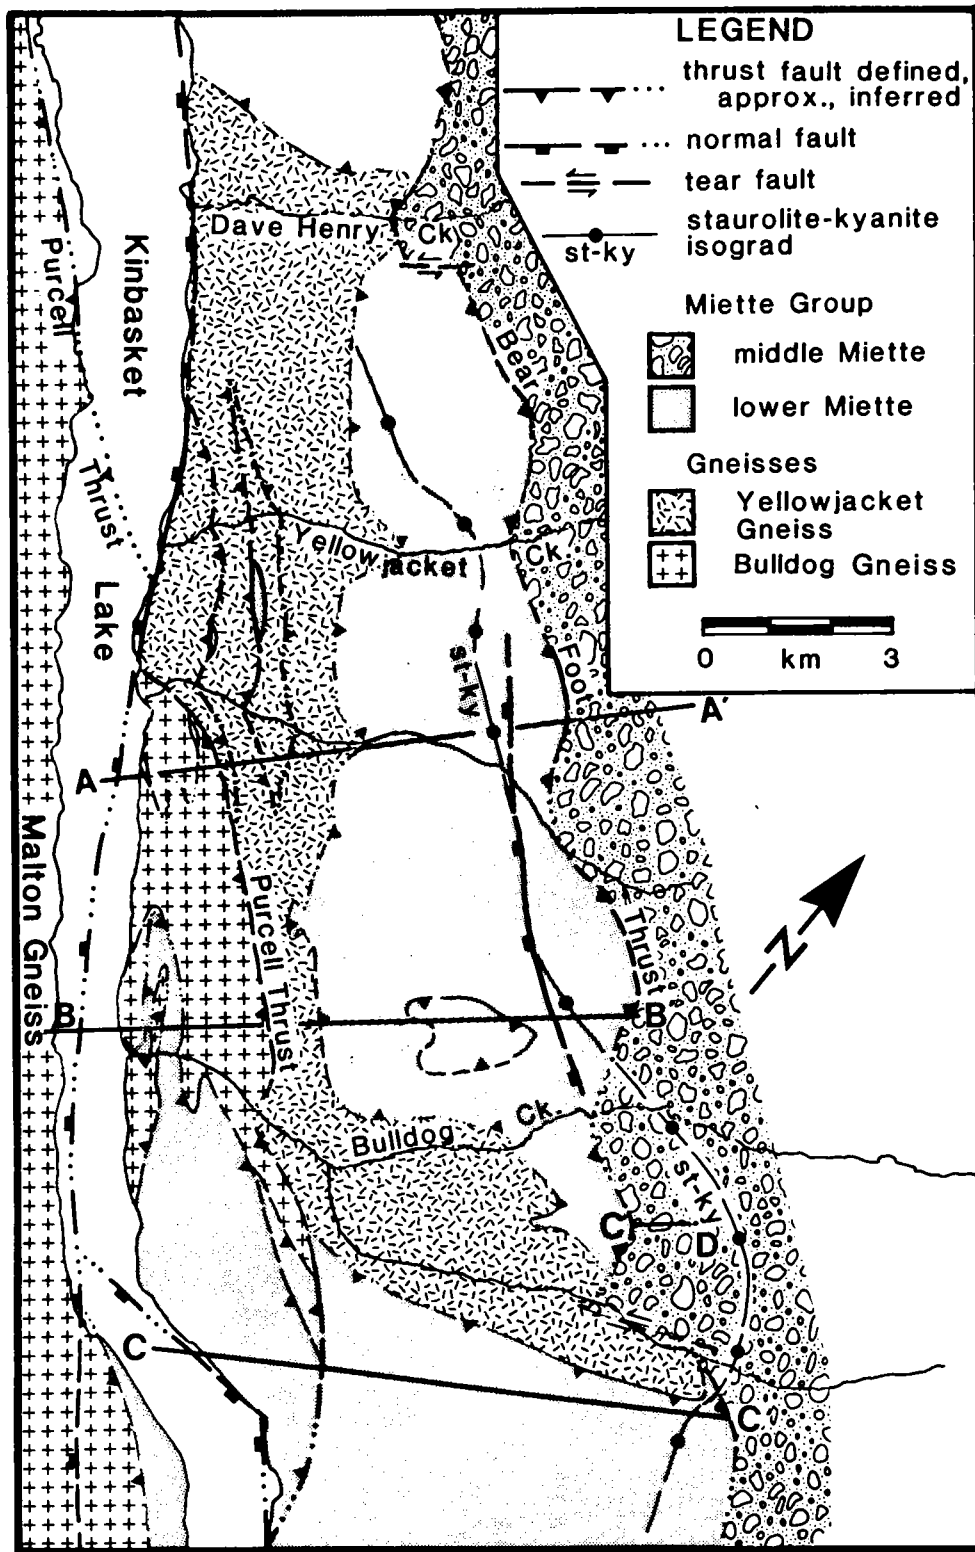 LEGEND
thrust fault defined,
approx., inferred
normal fault
tear fault
st-ky
staurolite-kyanite
isograd
Miette Group
middle Miette
lower Miette
Gneisses
Yellowjacket
Gneiss
Bulldog Gneiss
0 km 3
Dave Henry Ck
Purcell
Thrust
Kinbasket
Lake
Bear
Foot
Thrust
Yellowjacket Ck
st-ky
A
A'
Malton Gneiss
Purcell Thrust
N
B
B
Bulldog Ck.
st-ky
C'
D
C
C